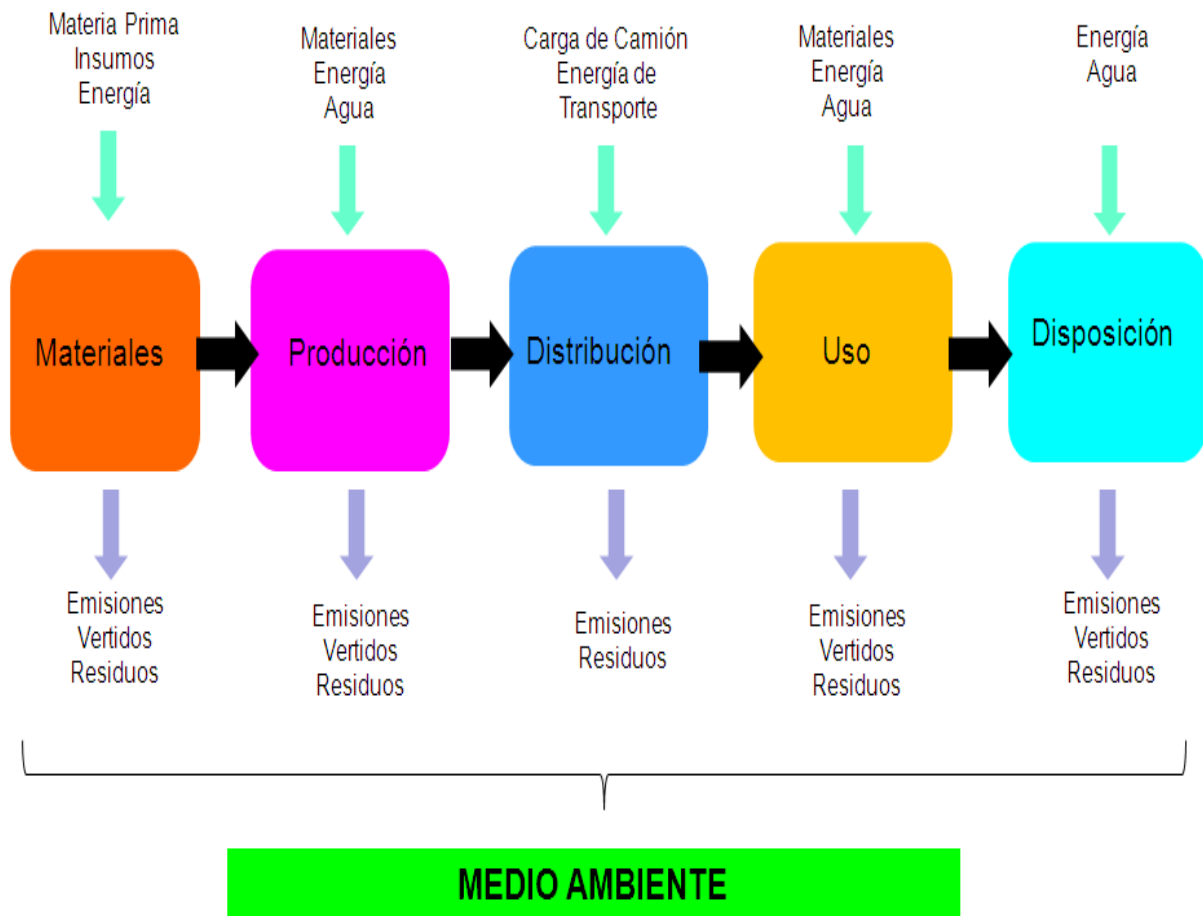 Materia Prima
Insumos
Energía
Materiales
Energía
Agua
Carga de Camión
Energía de
Transporte
Materiales
Energía
Agua
Energía
Agua
Materiales
Producción
Distribución
Uso
Disposición
Emisiones
Vertidos
Residuos
Emisiones
Vertidos
Residuos
Emisiones
Residuos
Emisiones
Vertidos
Residuos
Emisiones
Vertidos
Residuos
MEDIO AMBIENTE